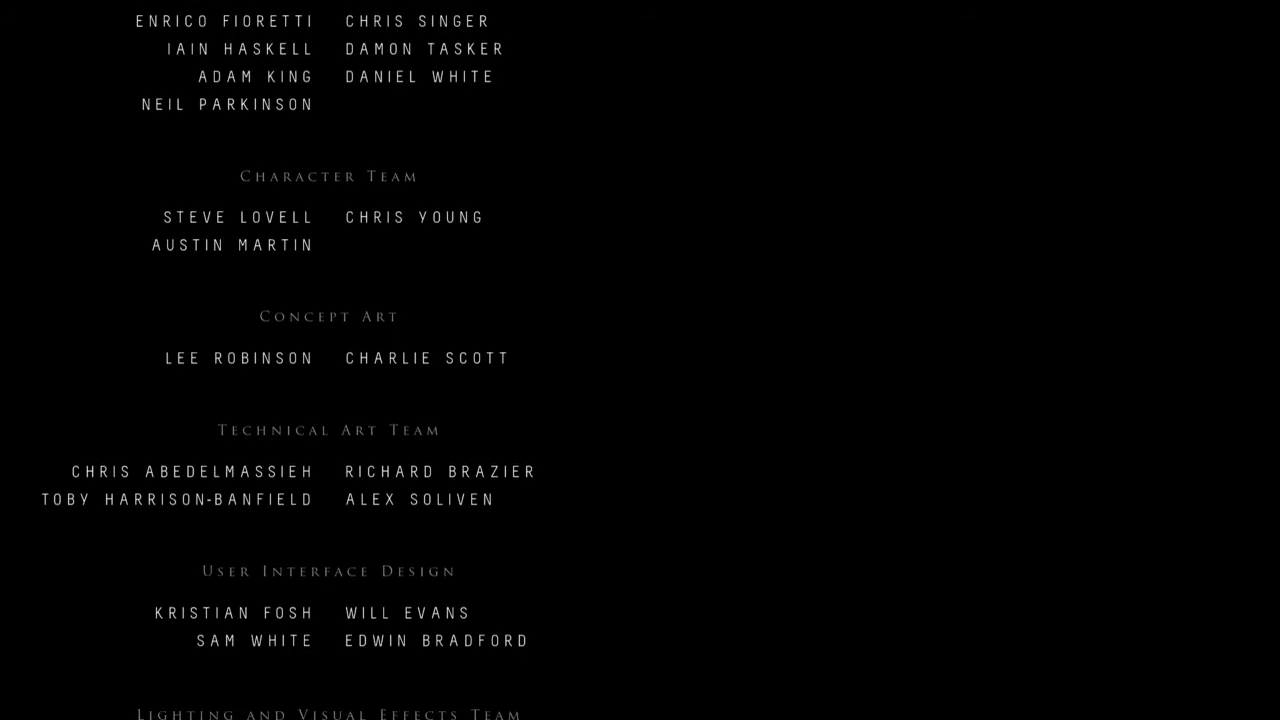 ENRICO FIORETTI CHRIS SINGER
IAIN HASKELL DAMON TASKER
ADAM KING DANIEL WHITE
NEIL PARKINSON
CHARACTER TEAM
STEVE LOVELL CHRIS YOUNG
AUSTIN MARTIN
CONCEPT ART
LEE ROBINSON CHARLIE SCOTT
TECHNICAL ART TEAM
CHRIS ABEDELMASSIEH RICHARD BRAZIER
TOBY HARRISON-BANFIELD ALEX SOLIVEN
USER INTERFACE DESIGN
KRISTIAN FOSH WILL EVANS
SAM WHITE EDWIN BRADFORD
LIGHTING AND VISUAL EFFECTS TEAM